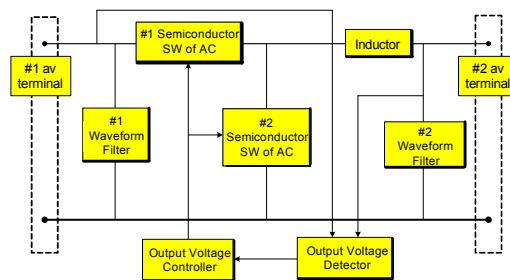 #1 Semiconductor
SW of AC
Inductor
#1 av
terminal
#2 av
terminal
#1
Waveform
Filter
#2
Semiconductor
SW of AC
#2
Waveform
Filter
Output Voltage
Controller
Output Voltage
Detector